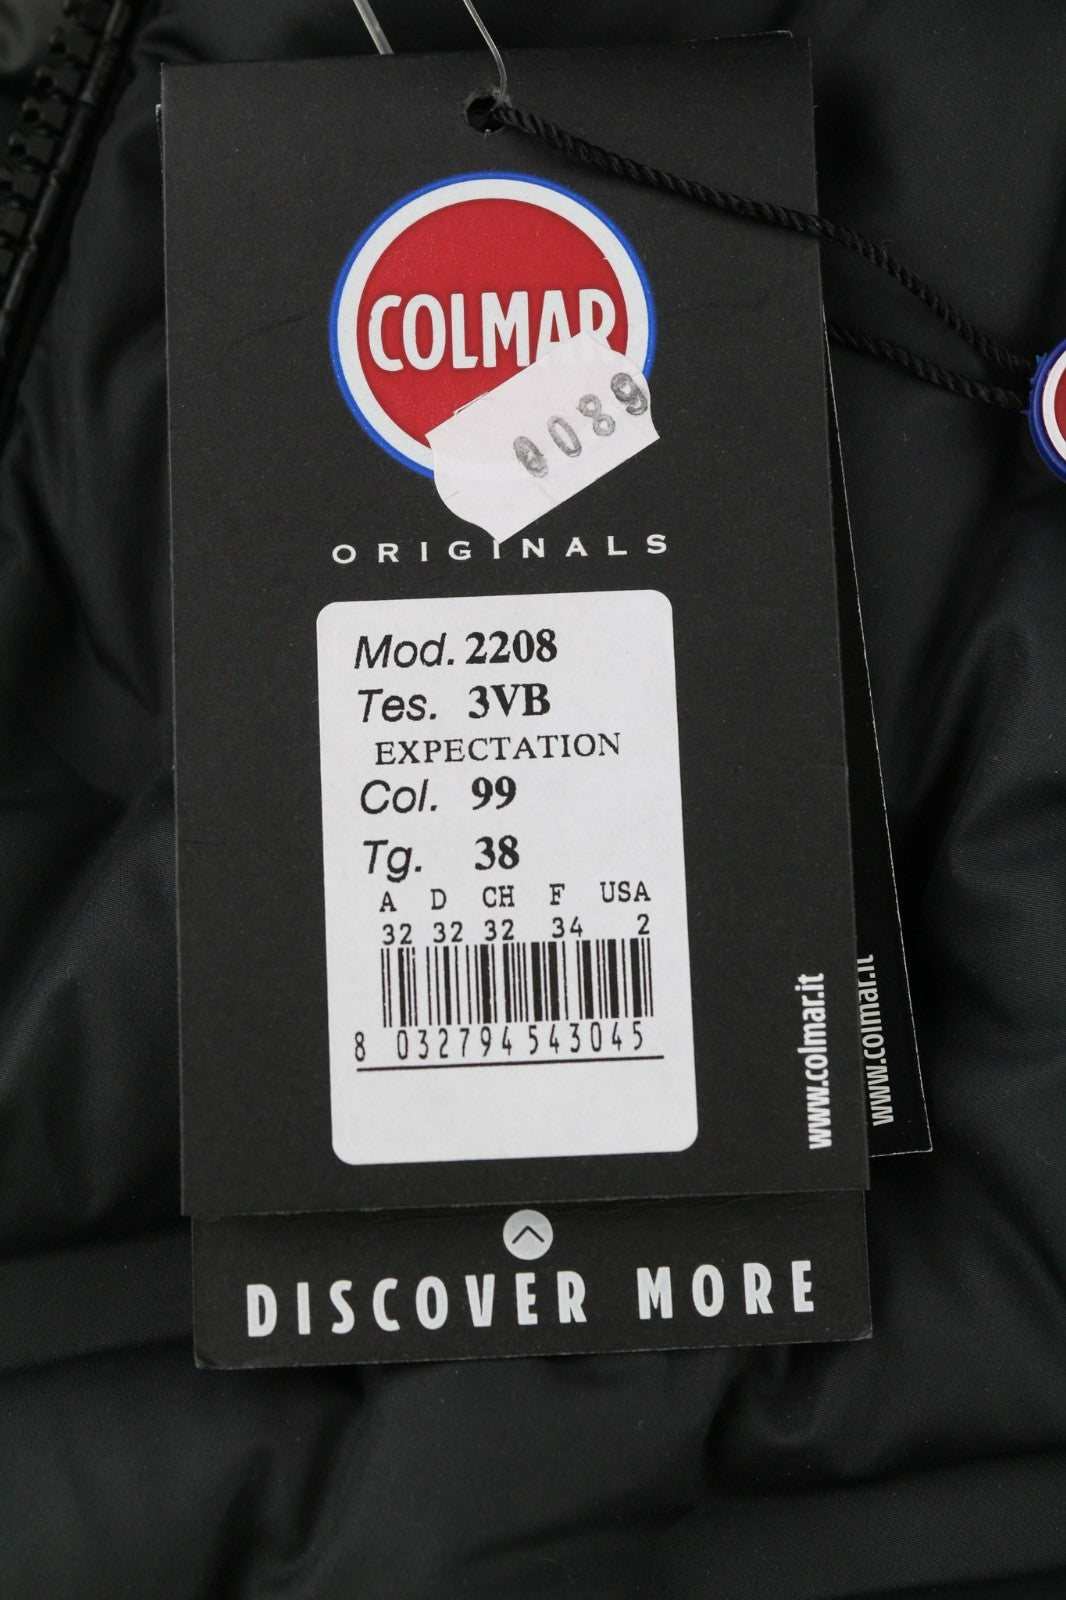 COLMAR
0089
ORIGINALS
Mod. 2208
Tes. 3VB
EXPECTATION
Col. 99
Tg. 38
A D CH F USA
32 32 32 34 2
8 032794 543045
www.colmar.it
www.colmar.it
DISCOVER MORE